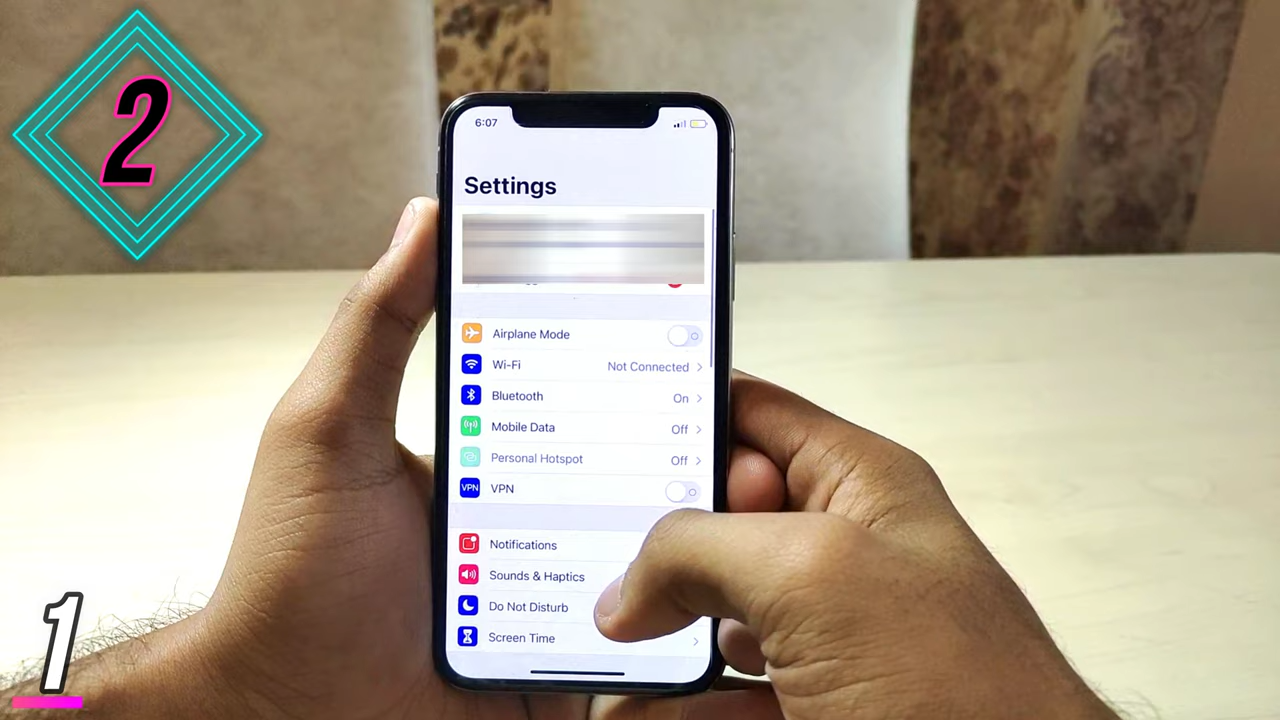 2
6:07
Settings
Airplane Mode
Wi-Fi Not Connected
Bluetooth On
Mobile Data Off
Personal Hotspot Off
VPN VPN
Notifications
Sounds & Haptics
Do Not Disturb
Screen Time
1